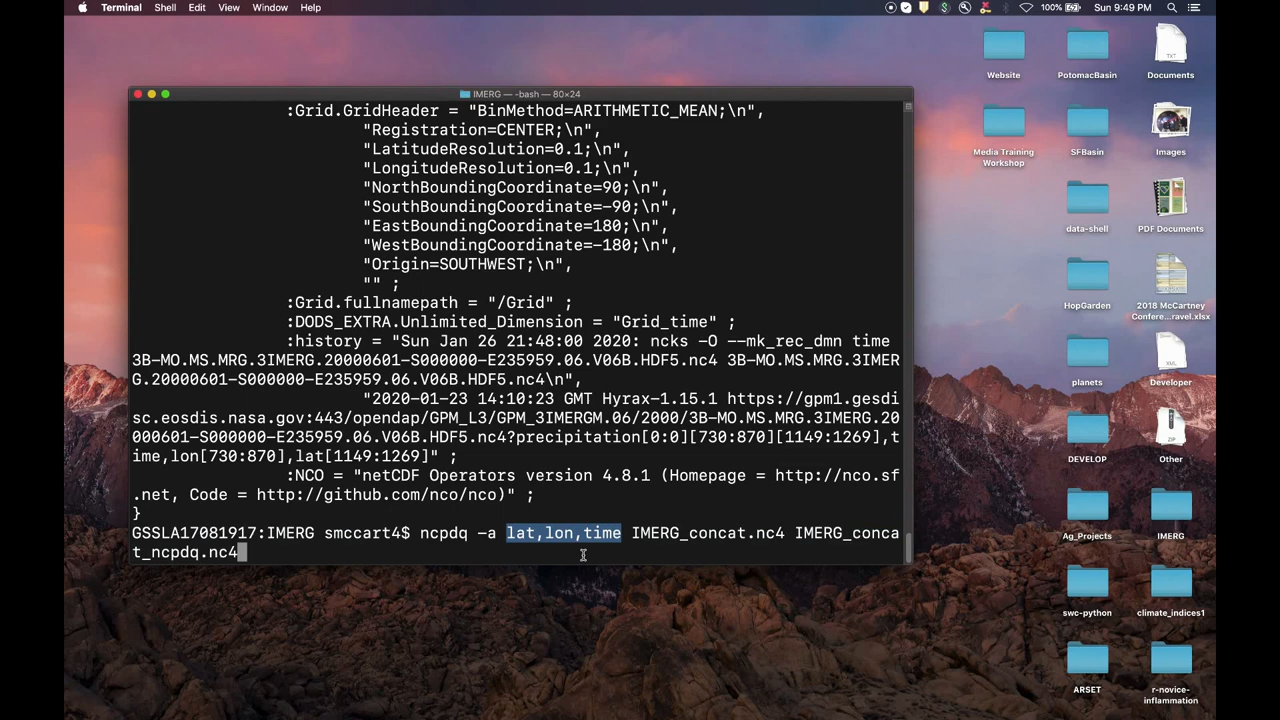 Terminal Shell Edit View Window Help 100% Sun 9:49 PM
IMERG — -bash — 80×24
:Grid.GridHeader = "BinMethod=ARITHMETIC_MEAN;\n",
"Registration=CENTER;\n",
"LatitudeResolution=0.1;\n",
"LongitudeResolution=0.1;\n",
"NorthBoundingCoordinate=90;\n",
"SouthBoundingCoordinate=-90;\n",
"EastBoundingCoordinate=180;\n",
"WestBoundingCoordinate=-180;\n",
"Origin=SOUTHWEST;\n",
"" ;
:Grid.fullnamepath = "/Grid" ;
:DODS_EXTRA.Unlimited_Dimension = "Grid_time" ;
:history = "Sun Jan 26 21:48:00 2020: ncks -O --mk_rec_dmn time
3B-MO.MS.MRG.3IMERG.20000601-S000000-E235959.06.V06B.HDF5.nc4 3B-MO.MS.MRG.3IMER
G.20000601-S000000-E235959.06.V06B.HDF5.nc4\n",
"2020-01-23 14:10:23 GMT Hyrax-1.15.1 https://gpm1.gesdi
sc.eosdis.nasa.gov:443/opendap/GPM_L3/GPM_3IMERGM.06/2000/3B-MO.MS.MRG.3IMERG.20
000601-S000000-E235959.06.V06B.HDF5.nc4?precipitation[0:0][730:870][1149:1269],t
ime,lon[730:870],lat[1149:1269]" ;
:NCO = "netCDF Operators version 4.8.1 (Homepage = http://nco.sf
.net, Code = http://github.com/nco/nco)" ;
}
GSSLA17081917:IMERG smccart4$ ncpdq -a lat,lon,time IMERG_concat.nc4 IMERG_conca
t_ncpdq.nc4
Website PotomacBasin Documents
TXT
Media Training
Workshop
SFBasin Images
data-shell PDF Documents
HopGarden 2018 McCartney
Confere...ravel.xlsx
planets Developer
XML
DEVELOP Other
ZIP
Ag_Projects IMERG
swc-python climate_indices1
ARSET r-novice-
inflammation